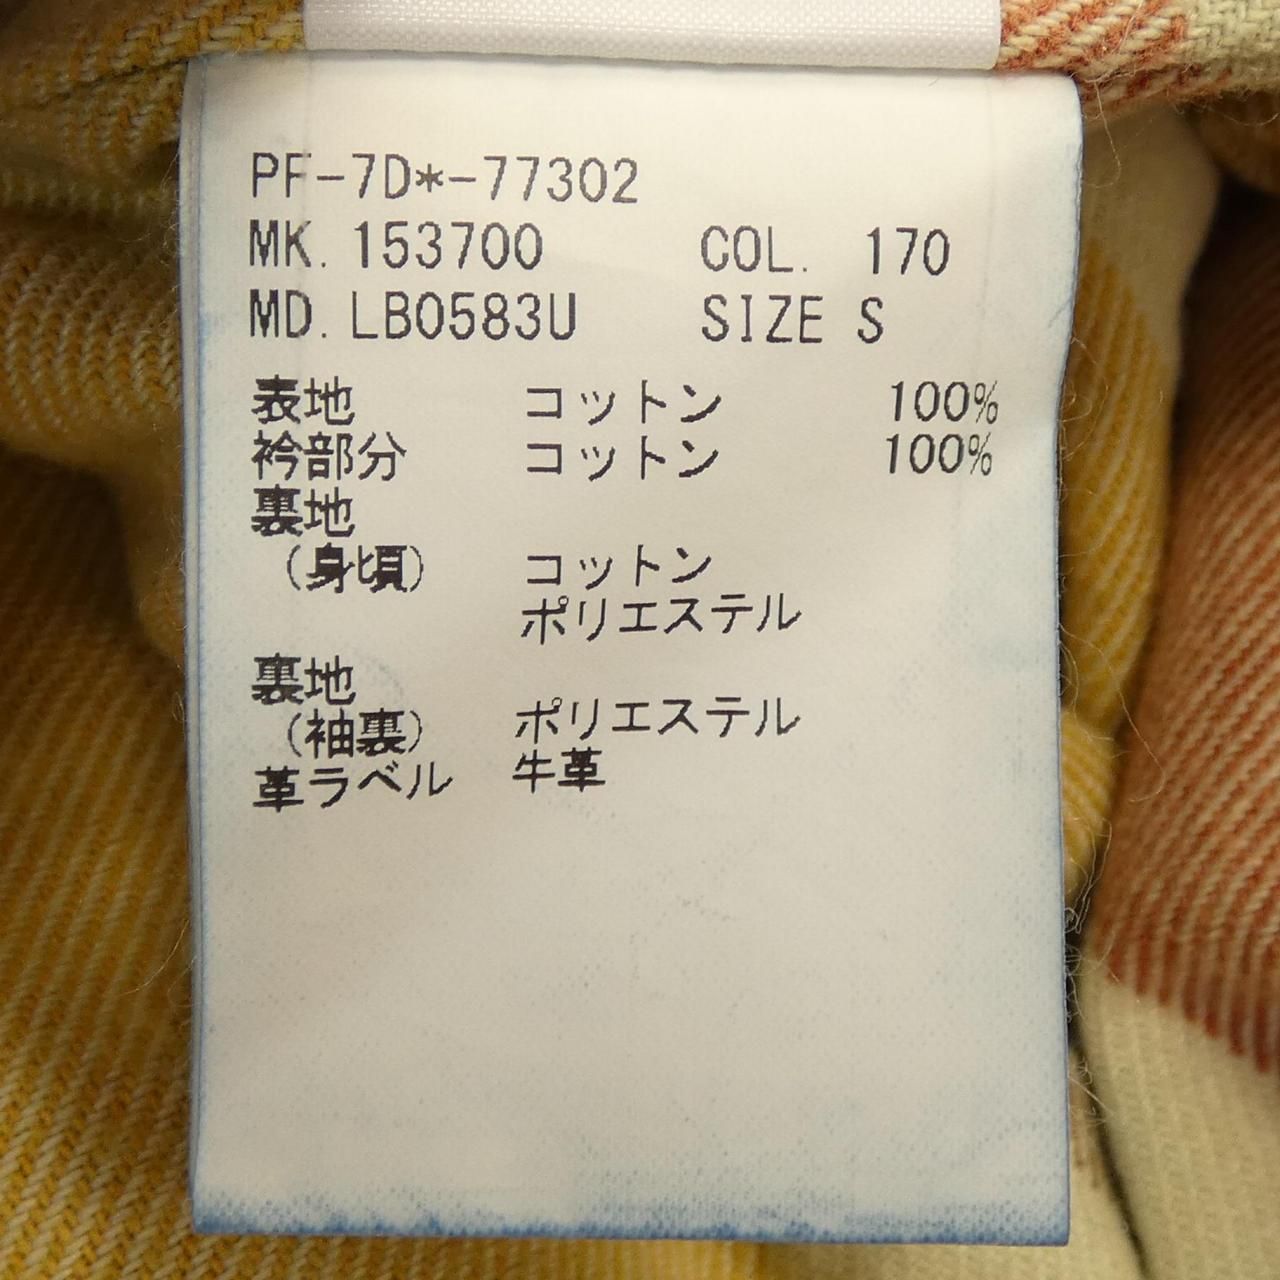 PF-7D*-77302
MK. 153700 COL. 170
MD. LB0583U SIZE S
表地 コットン 100%
衿部分 コットン 100%
裏地
(身頃) コットン
ポリエステル
裏地
(袖裏) ポリエステル
革ラベル 牛革